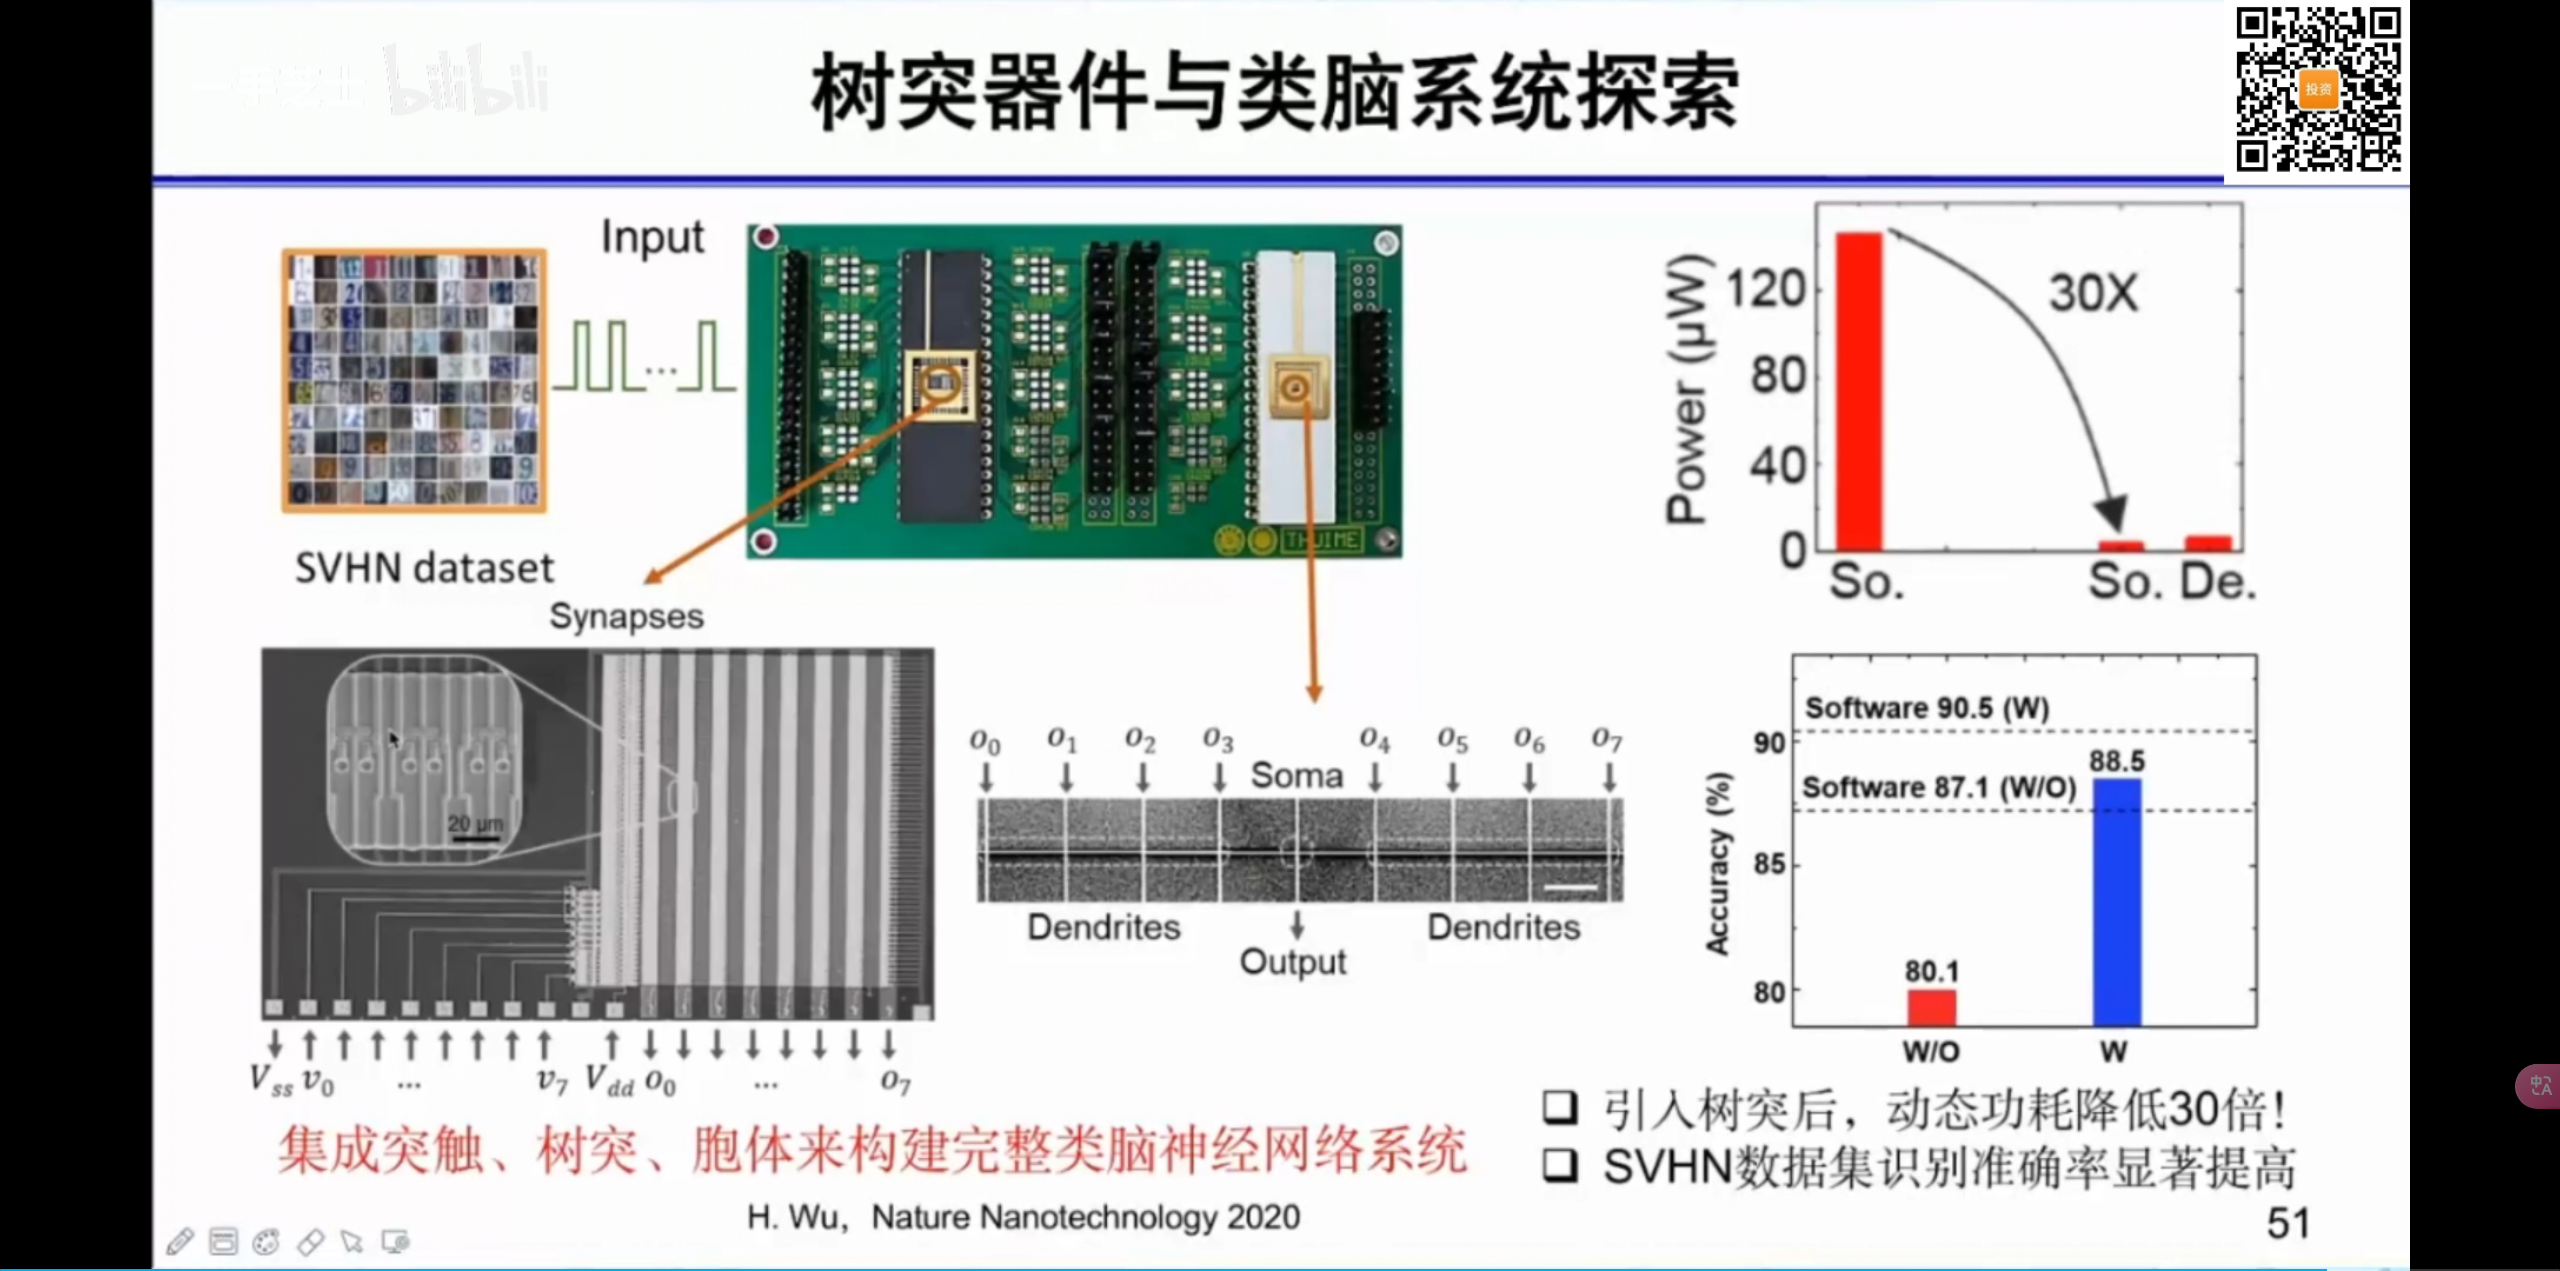 bilibili
树突器件与类脑系统探索
投资
Input
SVHN dataset
THUIME
Synapses
20 μm
V_ss v_0 ... v_7 V_dd o_0 ... o_7
o_0 o_1 o_2 o_3 o_4 o_5 o_6 o_7
Soma
Dendrites Dendrites
Output
Power (μW)
120
80
40
0
30X
So. So. De.
Accuracy (%)
90
85
80
Software 90.5 (W)
Software 87.1 (W/O)
88.5
80.1
W/O W
集成突触、树突、胞体来构建完整类脑神经网络系统
H. Wu，Nature Nanotechnology 2020
引入树突后，动态功耗降低30倍！
SVHN数据集识别准确率显著提高
51
中A